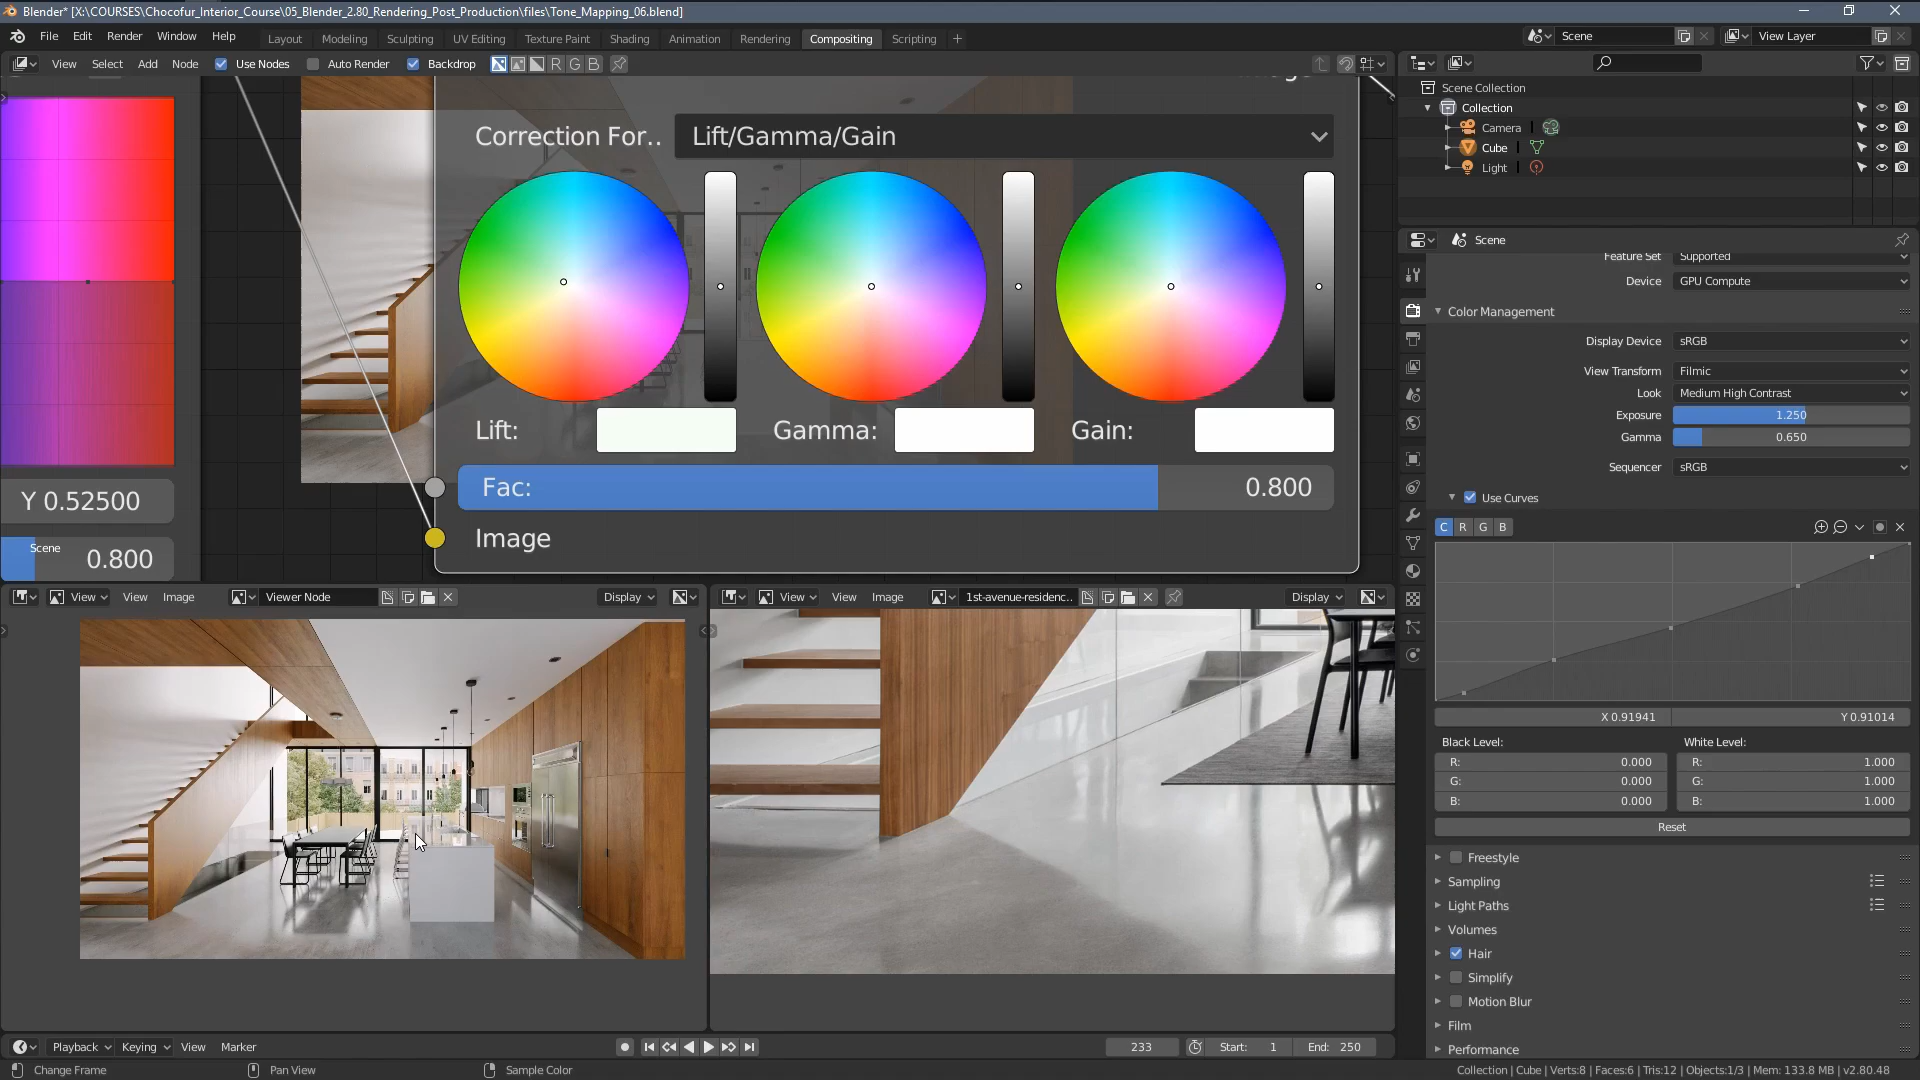 Blender* [X:\COURSES\Chocofur_Interior_Course\05_Blender_2.80_Rendering_Post_Production\files\Tone_Mapping_06.blend]
File Edit Render Window Help Layout Modeling Sculpting UV Editing Texture Paint Shading Animation Rendering Compositing Scripting + Scene View Layer
View Select Add Node Use Nodes Auto Render Backdrop R G B
Scene Collection
Collection
Camera
Cube
Light
Correction For.. Lift/Gamma/Gain
Lift: Gamma: Gain:
Fac: 0.800
Image
Y 0.52500
Scene 0.800
Scene
Feature Set Supported
Device GPU Compute
Color Management
Display Device sRGB
View Transform Filmic
Look Medium High Contrast
Exposure 1.250
Gamma 0.650
Sequencer sRGB
Use Curves
C R G B
X 0.91941 Y 0.91014
Black Level: White Level:
R: 0.000 R: 1.000
G: 0.000 G: 1.000
B: 0.000 B: 1.000
Reset
Freestyle
Sampling
Light Paths
Volumes
Hair
Simplify
Motion Blur
Film
Performance
View View Image Viewer Node Display
View View Image 1st-avenue-residenc.. Display
Playback Keying View Marker 233 Start: 1 End: 250
Change Frame Pan View Sample Color Collection | Cube | Verts:8 | Faces:6 | Tris:12 | Objects:1/3 | Mem: 133.8 MB | v2.80.48